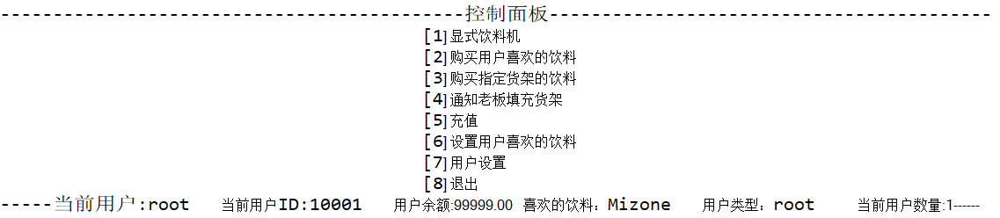 --------------------------------------------控制面板------------------------------------------
[1]显式饮料机
[2]购买用户喜欢的饮料
[3]购买指定货架的饮料
[4]通知老板填充货架
[5]充值
[6]设置用户喜欢的饮料
[7]用户设置
[8]退出
-----当前用户:root 当前用户ID:10001 用户余额:99999.00 喜欢的饮料：Mizone 用户类型：root 当前用户数量:1------